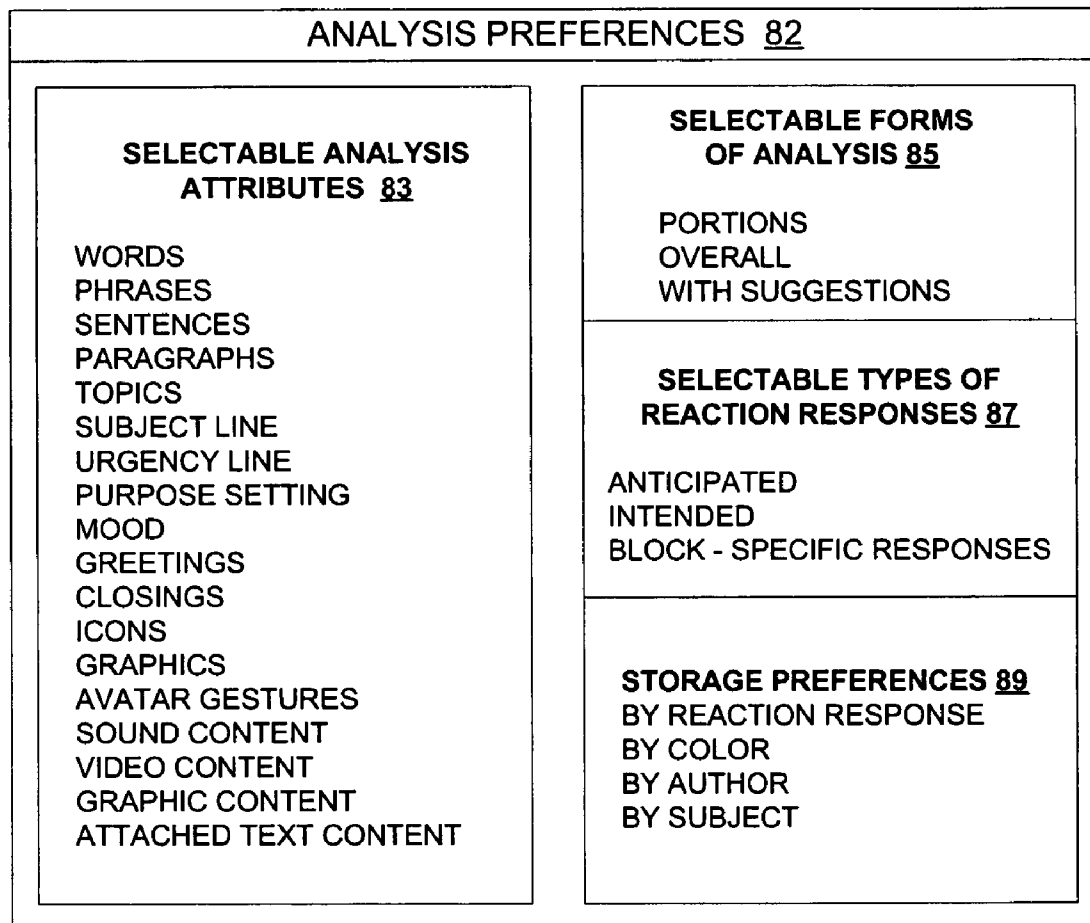 ANALYSIS PREFERENCES 82
SELECTABLE ANALYSIS
ATTRIBUTES 83
WORDS
PHRASES
SENTENCES
PARAGRAPHS
TOPICS
SUBJECT LINE
URGENCY LINE
PURPOSE SETTING
MOOD
GREETINGS
CLOSINGS
ICONS
GRAPHICS
AVATAR GESTURES
SOUND CONTENT
VIDEO CONTENT
GRAPHIC CONTENT
ATTACHED TEXT CONTENT
SELECTABLE FORMS
OF ANALYSIS 85
PORTIONS
OVERALL
WITH SUGGESTIONS
SELECTABLE TYPES OF
REACTION RESPONSES 87
ANTICIPATED
INTENDED
BLOCK - SPECIFIC RESPONSES
STORAGE PREFERENCES 89
BY REACTION RESPONSE
BY COLOR
BY AUTHOR
BY SUBJECT